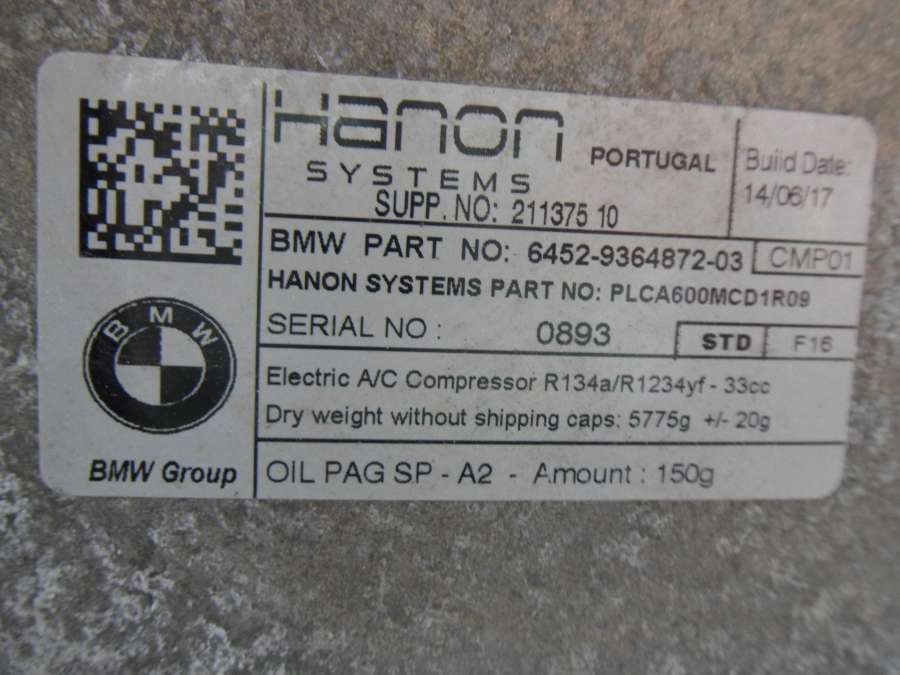 Hanon
SYSTEMS
PORTUGAL
Build Date:
14/06/17
SUPP. NO: 211375 10
BMW PART NO: 6452-9364872-03 CMP01
HANON SYSTEMS PART NO: PLCA600MCD1R09
SERIAL NO : 0893 STD F16
Electric A/C Compressor R134a/R1234yf - 33cc
Dry weight without shipping caps: 5775g +/- 20g
OIL PAG SP - A2 - Amount : 150g
BMW
BMW Group